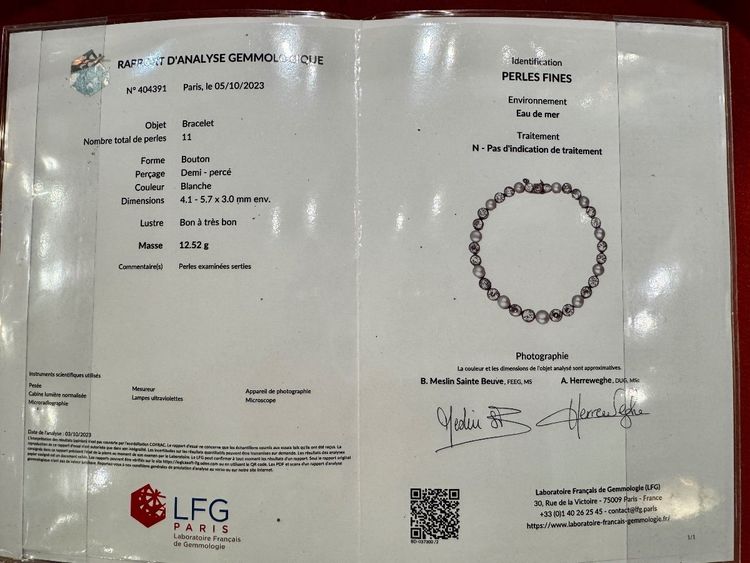 RAPPORT D'ANALYSE GEMMOLOGIQUE
N° 404391 Paris, le 05/10/2023
Objet Bracelet
Nombre total de perles 11
Forme Bouton
Perçage Demi - percé
Couleur Blanche
Dimensions 4.1 - 5.7 x 3.0 mm env.
Lustre Bon à très bon
Masse 12.52 g
Commentaire(s) Perles examinées serties
Instruments scientifiques utilisés
Pesée Mesureur Appareil de photographie
Cabine lumière normalisée Lampes ultraviolettes Microscope
Microradiographie
Date de l'analyse : 03/10/2023
LFG
PARIS
Laboratoire Français
de Gemmologie
Identification
PERLES FINES
Environnement
Eau de mer
Traitement
N - Pas d'indication de traitement
Photographie
La couleur et les dimensions de l'objet analysé sont approximatives.
B. Meslin Sainte Beuve, FEEG, MS A. Herreweghe, DUG, MSc
Laboratoire Français de Gemmologie (LFG)
30, Rue de la Victoire - 75009 Paris - France
+33 (0)1 40 26 25 45 - contact@lfg.paris
https://www.laboratoire-francais-gemmologie.fr/
1/1